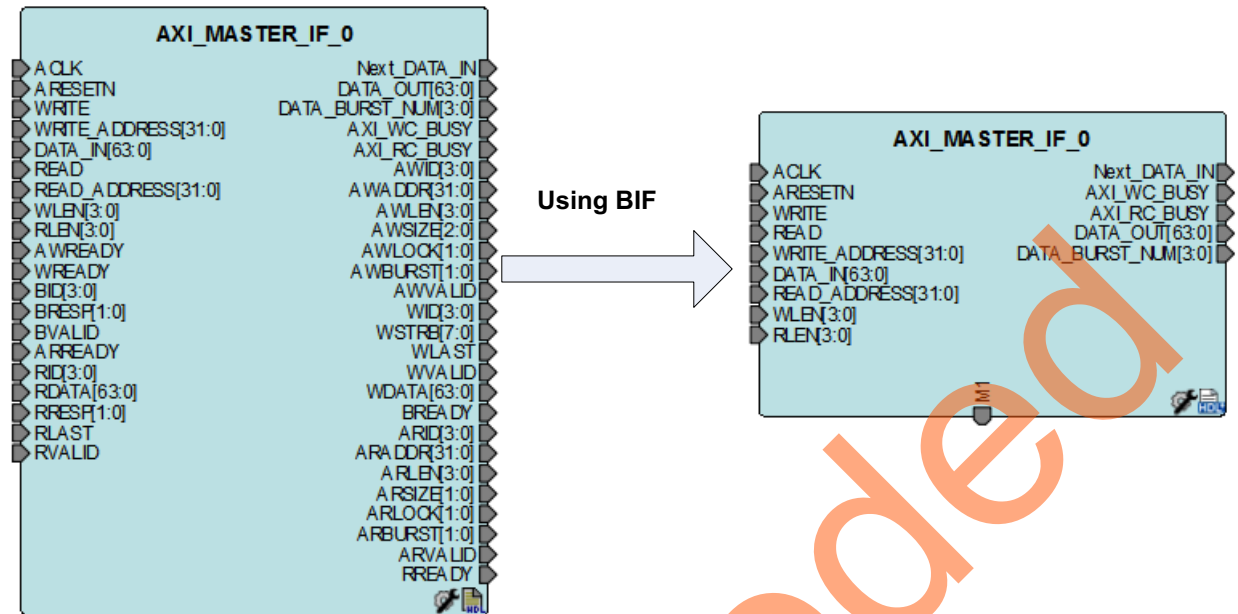 AXI_MASTER_IF_0
ACLK
ARESETN
WRITE
WRITE_ADDRESS[31:0]
DATA_IN[63:0]
READ
READ_ADDRESS[31:0]
WLEN[3:0]
RLEN[3:0]
AWREADY
WREADY
BID[3:0]
BRESP[1:0]
BVALID
ARREADY
RID[3:0]
RDATA[63:0]
RRESP[1:0]
RLAST
RVALID
Next_DATA_IN
DATA_OUT[63:0]
DATA_BURST_NUM[3:0]
AXI_WC_BUSY
AXI_RC_BUSY
AWID[3:0]
AWADDR[31:0]
AWLEN[3:0]
AWSIZE[2:0]
AWLOCK[1:0]
AWBURST[1:0]
AWVALID
WID[3:0]
WSTRB[7:0]
WLAST
WVALID
WDATA[63:0]
BREADY
ARID[3:0]
ARADDR[31:0]
ARLEN[3:0]
ARSIZE[1:0]
ARLOCK[1:0]
ARBURST[1:0]
ARVALID
RREADY
HDL
Using BIF
AXI_MASTER_IF_0
ACLK
ARESETN
WRITE
READ
WRITE_ADDRESS[31:0]
DATA_IN[63:0]
READ_ADDRESS[31:0]
WLEN[3:0]
RLEN[3:0]
Next_DATA_IN
AXI_WC_BUSY
AXI_RC_BUSY
DATA_OUT[63:0]
DATA_BURST_NUM[3:0]
M1
HDL
ded